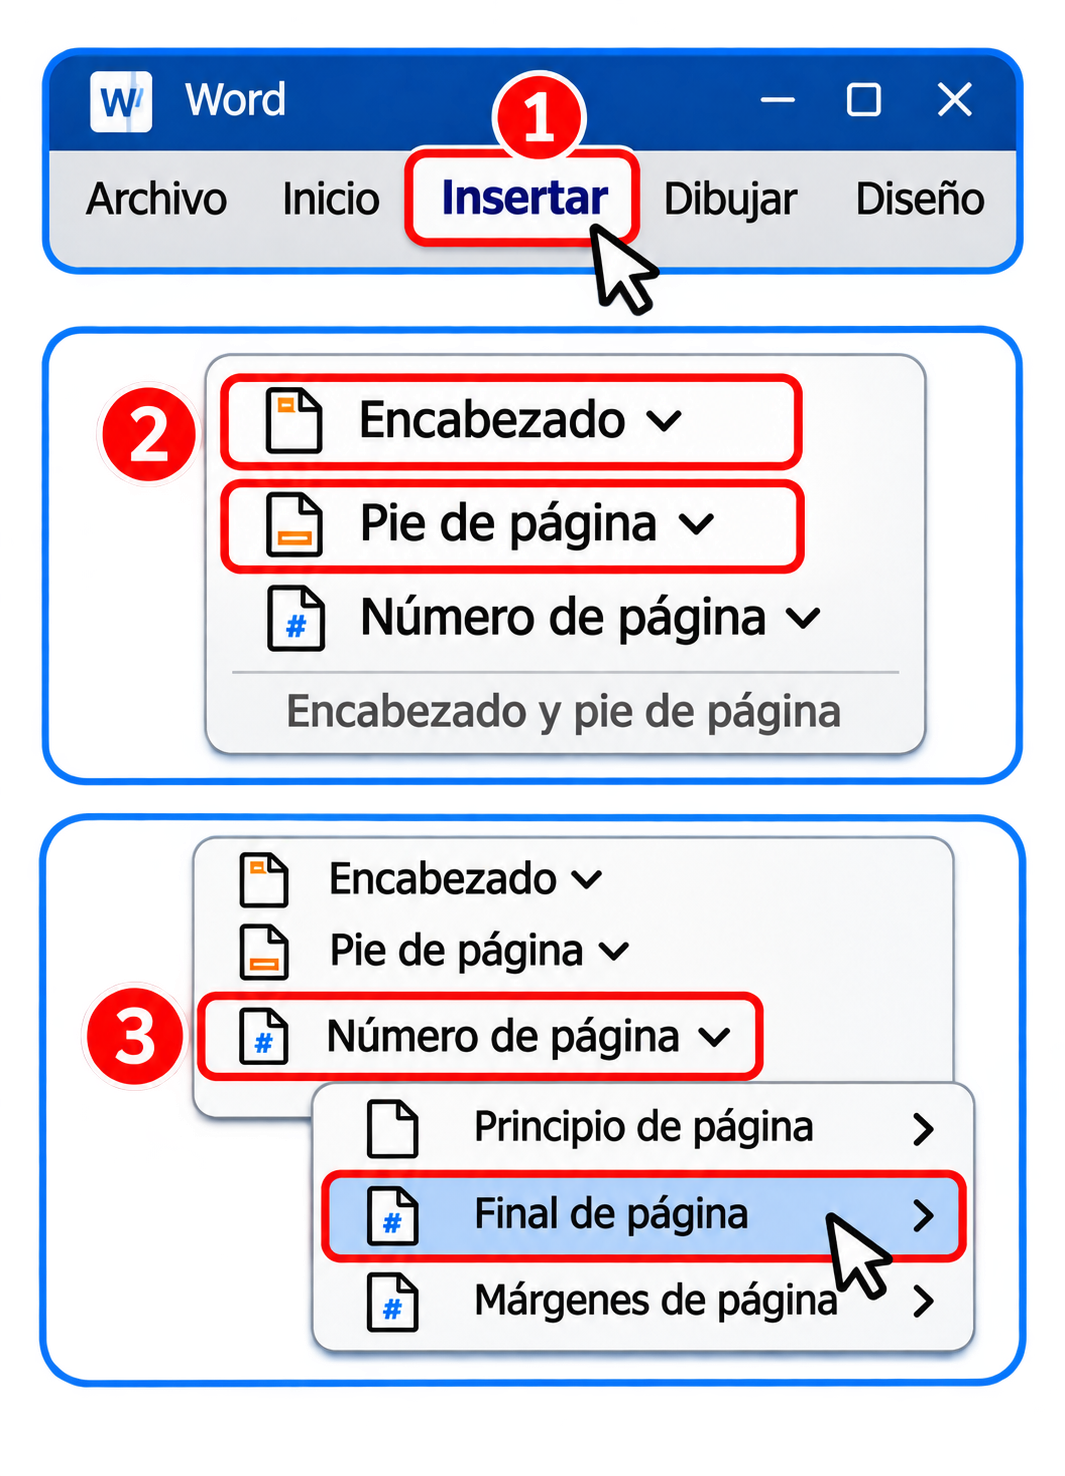 W Word
1
Archivo Inicio Insertar Dibujar Diseño
2
Encabezado
Pie de página
# Número de página
Encabezado y pie de página
Encabezado
Pie de página
3
# Número de página
Principio de página
# Final de página
# Márgenes de página